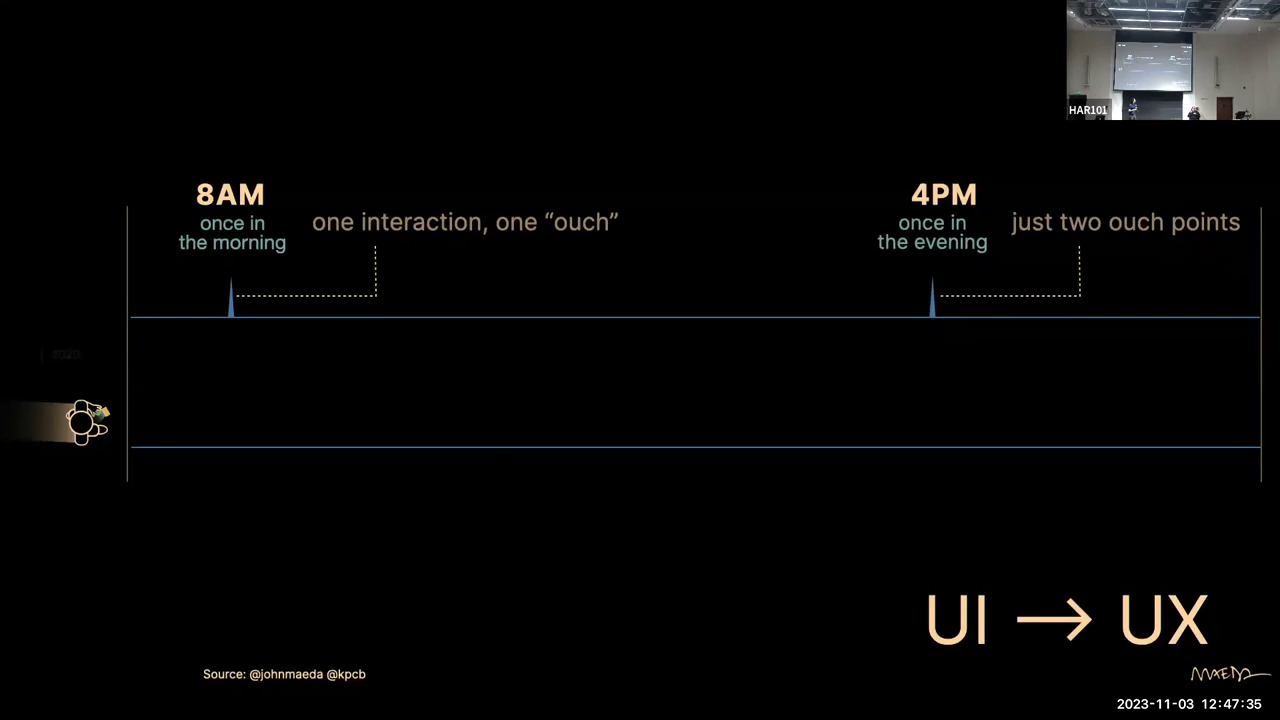 HAR101
8AM
once in
the morning
one interaction, one “ouch”
4PM
once in
the evening
just two ouch points
UI → UX
Source: @johnmaeda @kpcb
MAEDA
2023-11-03 12:47:35